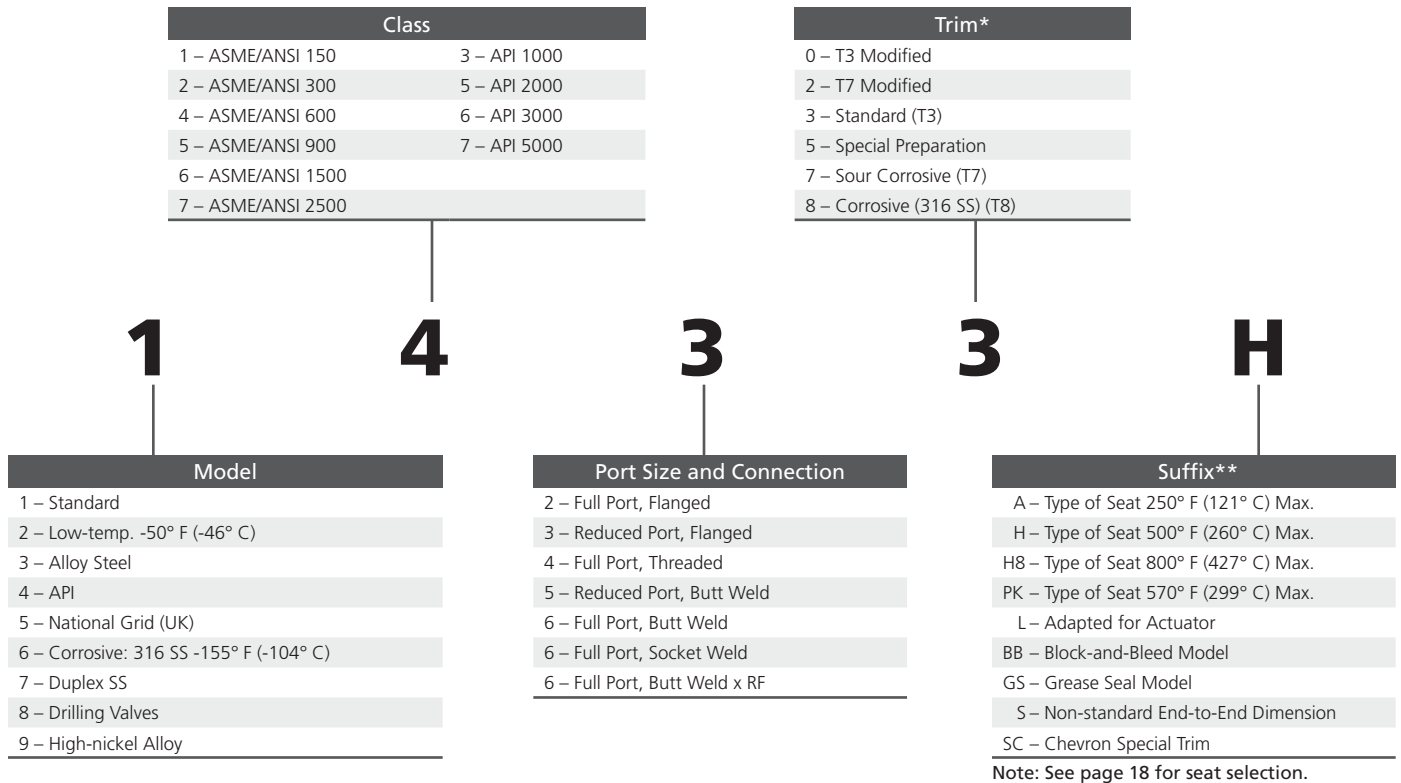 Class
1 – ASME/ANSI 150 3 – API 1000
2 – ASME/ANSI 300 5 – API 2000
4 – ASME/ANSI 600 6 – API 3000
5 – ASME/ANSI 900 7 – API 5000
6 – ASME/ANSI 1500
7 – ASME/ANSI 2500
Trim*
0 – T3 Modified
2 – T7 Modified
3 – Standard (T3)
5 – Special Preparation
7 – Sour Corrosive (T7)
8 – Corrosive (316 SS) (T8)
1 4 3 3 H
Model
1 – Standard
2 – Low-temp. -50° F (-46° C)
3 – Alloy Steel
4 – API
5 – National Grid (UK)
6 – Corrosive: 316 SS -155° F (-104° C)
7 – Duplex SS
8 – Drilling Valves
9 – High-nickel Alloy
Port Size and Connection
2 – Full Port, Flanged
3 – Reduced Port, Flanged
4 – Full Port, Threaded
5 – Reduced Port, Butt Weld
6 – Full Port, Butt Weld
6 – Full Port, Socket Weld
6 – Full Port, Butt Weld x RF
Suffix**
A – Type of Seat 250° F (121° C) Max.
H – Type of Seat 500° F (260° C) Max.
H8 – Type of Seat 800° F (427° C) Max.
PK – Type of Seat 570° F (299° C) Max.
L – Adapted for Actuator
BB – Block-and-Bleed Model
GS – Grease Seal Model
S – Non-standard End-to-End Dimension
SC – Chevron Special Trim
Note: See page 18 for seat selection.